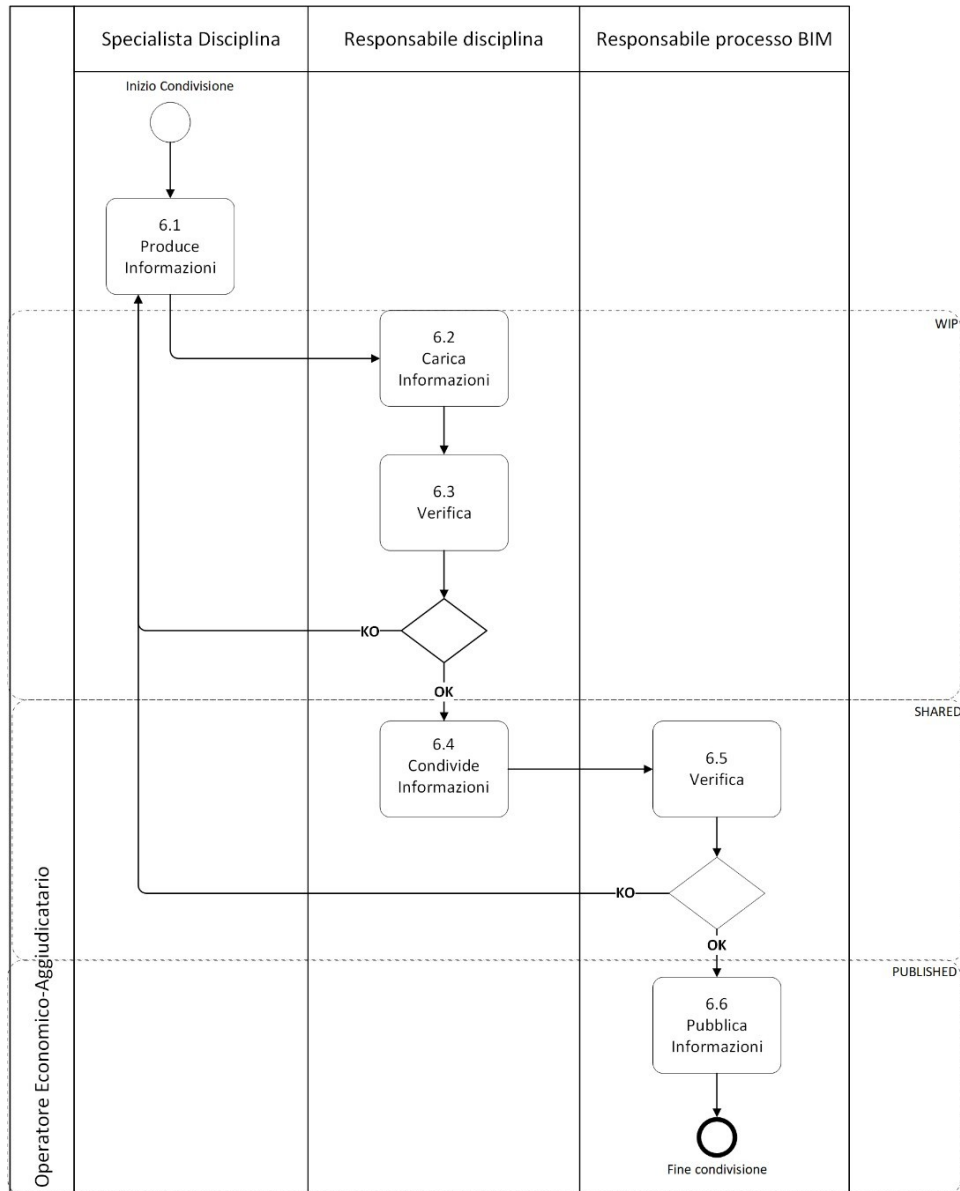 Specialista Disciplina
Responsabile disciplina
Responsabile processo BIM
Inizio Condivisione
6.1
Produce
Informazioni
WIP
6.2
Carica
Informazioni
6.3
Verifica
KO
OK
SHARED
6.4
Condivide
Informazioni
6.5
Verifica
KO
OK
PUBLISHED
6.6
Pubblica
Informazioni
Fine condivisione
Operatore Economico-Aggiudicatario